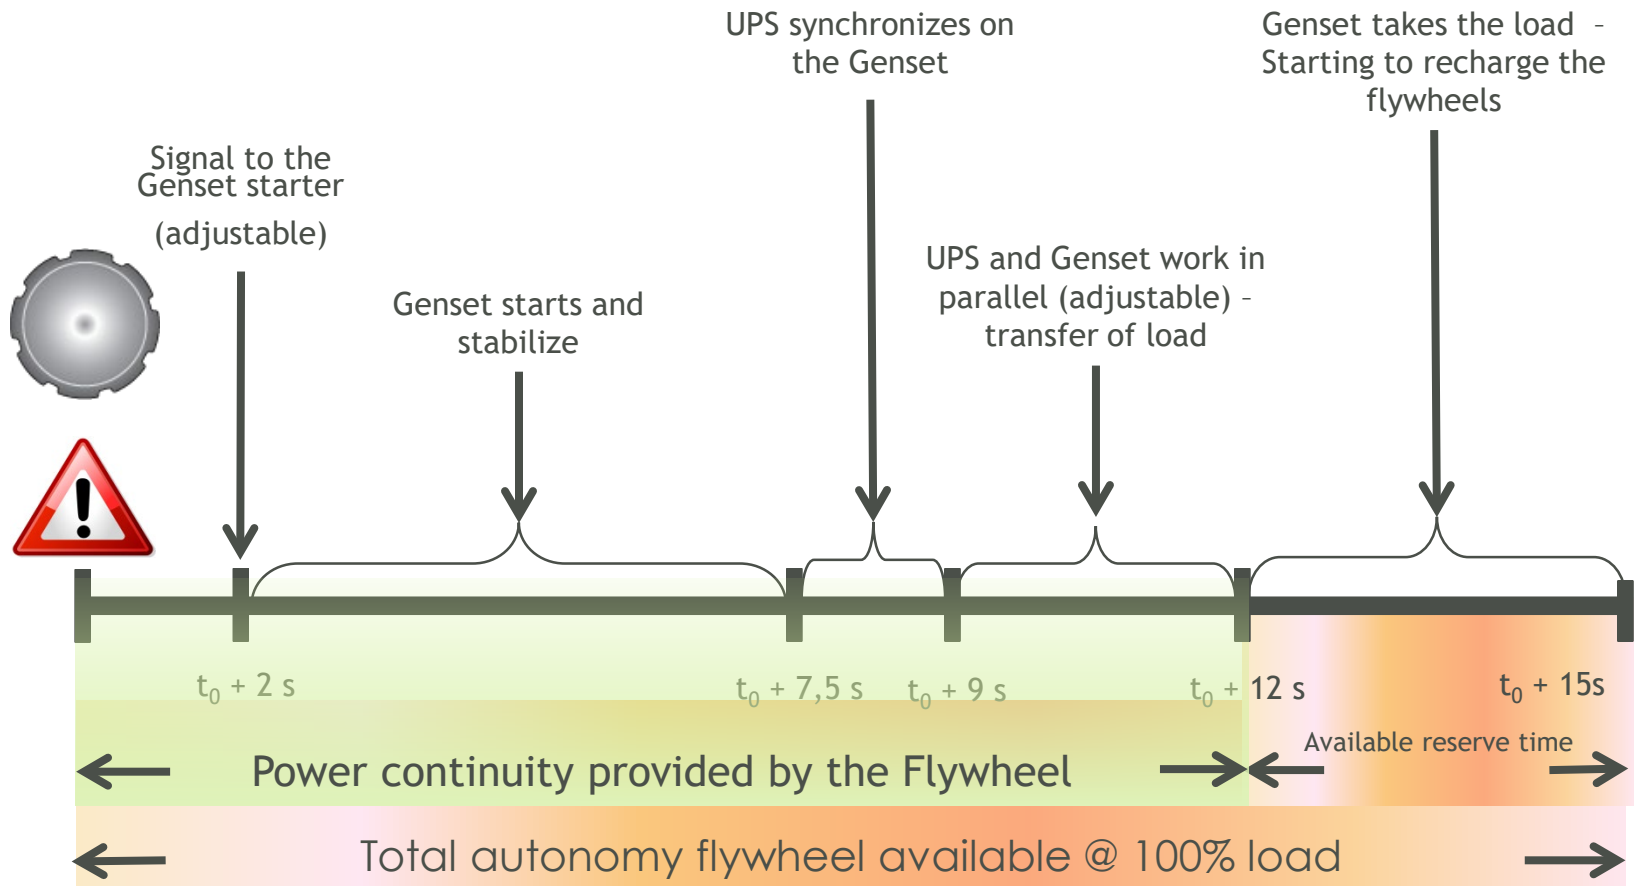 UPS synchronizes on
the Genset
Genset takes the load -
Starting to recharge the
flywheels
Signal to the
Genset starter
(adjustable)
UPS and Genset work in
parallel (adjustable) -
transfer of load
Genset starts and
stabilize
t₀ + 2 s
t₀ + 7,5 s
t₀ + 9 s
t₀ + 12 s
t₀ + 15s
Available reserve time
Power continuity provided by the Flywheel
Total autonomy flywheel available @ 100% load